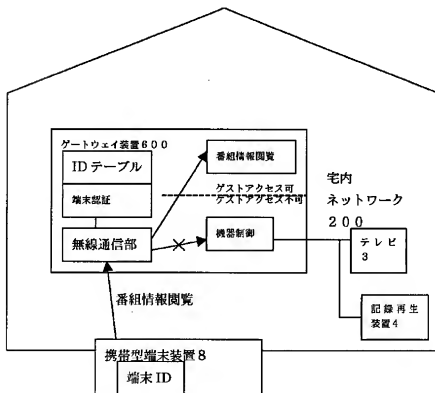 ゲートウェイ装置600
IDテーブル
端末認証
無線通信部
番組情報閲覧
ゲストアクセス可
ゲストアクセス不可
機器制御
宅内
ネットワーク
200
テレビ
3
記録再生
装置4
番組情報閲覧
携帯型端末装置8
端末ID